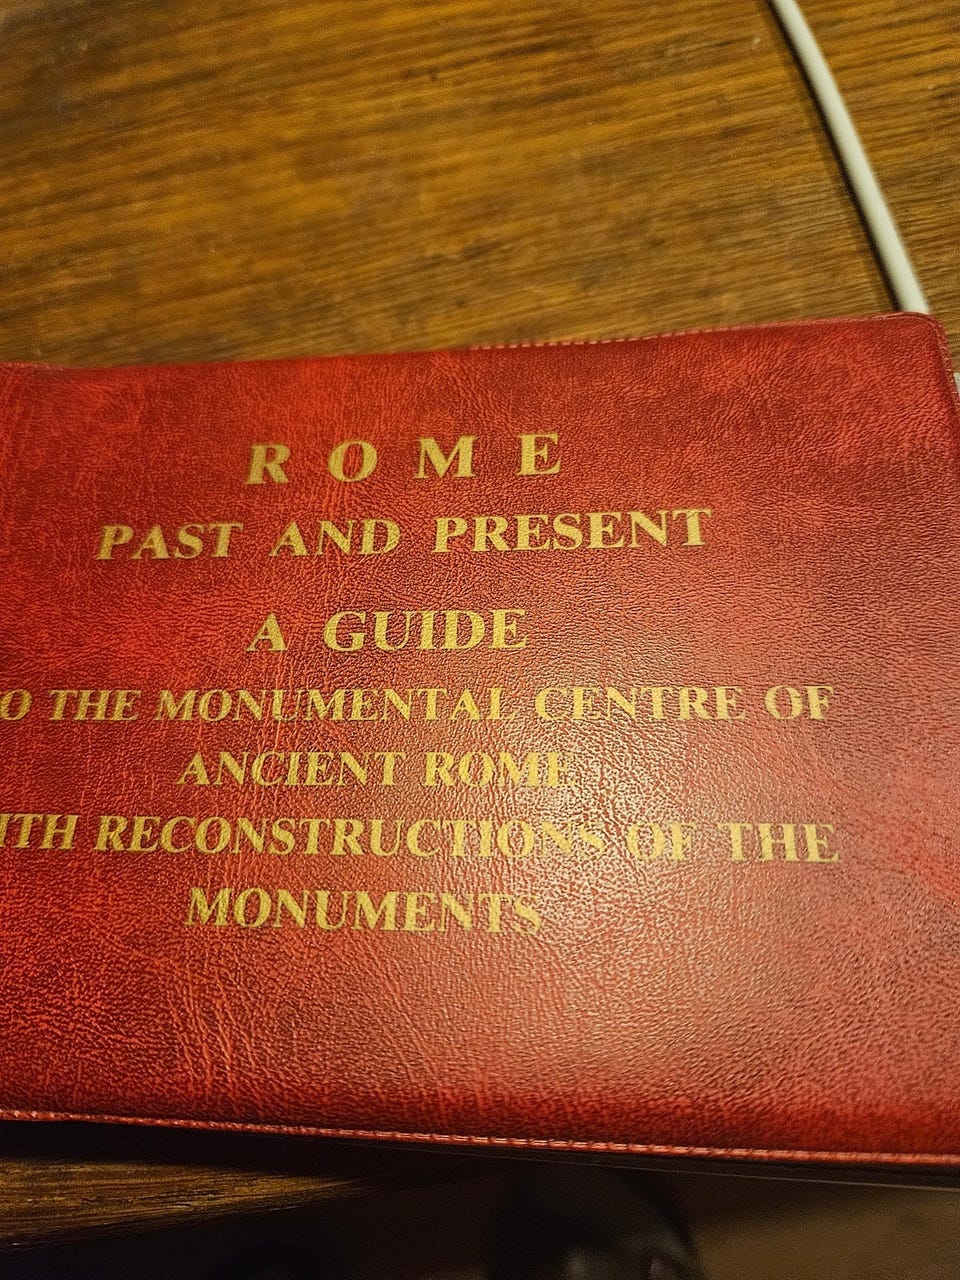 ROME
PAST AND PRESENT
A GUIDE
O THE MONUMENTAL CENTRE OF
ANCIENT ROME
ITH RECONSTRUCTIONS OF THE
MONUMENTS